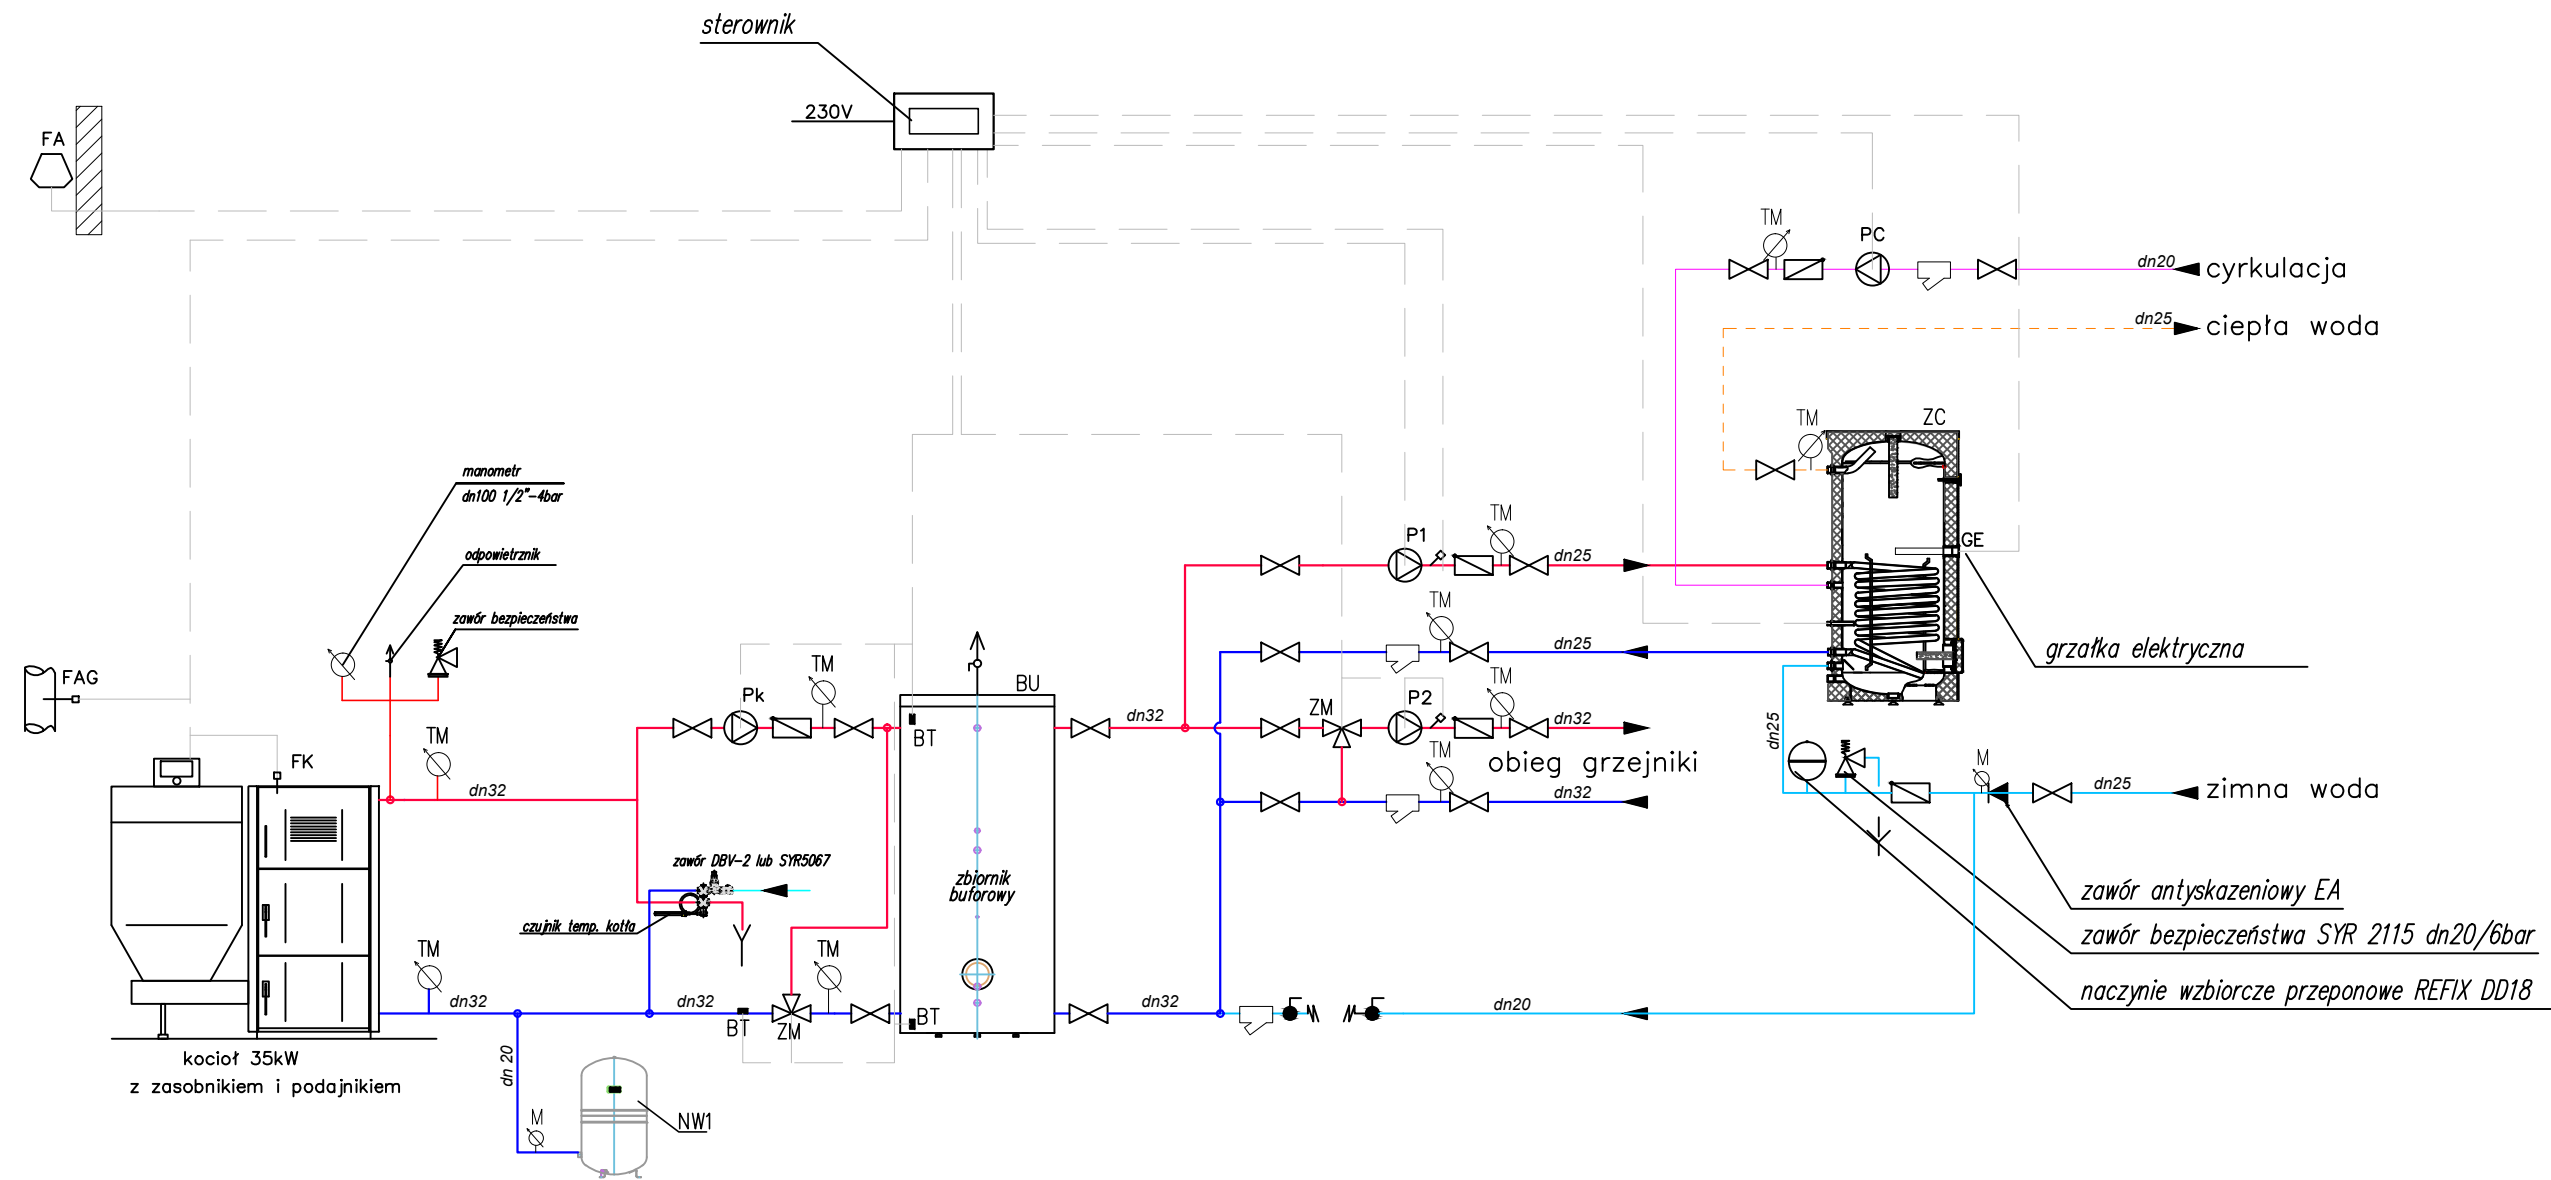 sterownik
230V
FA
TM
PC
dn20
cyrkulacja
dn25
ciepła woda
TM
ZC
manometr
dn100 1/2"-4bar
odpowietrznik
zawór bezpieczeństwa
P1
TM
dn25
GE
TM
dn25
grzałka elektryczna
FAG
TM
Pk
TM
BU
BT
dn32
ZM
P2
TM
dn32
TM
obieg grzejniki
dn32
dn25
M
dn25
zimna woda
FK
dn32
zawór DBV-2 lub SYR5067
czujnik temp. kotła
zbiornik
buforowy
zawór antyskazeniowy EA
zawór bezpieczeństwa SYR 2115 dn20/6bar
naczynie wzbiorcze przeponowe REFIX DD18
TM
dn32
dn32
TM
BT
ZM
BT
dn32
dn20
kocioł 35kW
z zasobnikiem i podajnikiem
dn 20
M
NW1